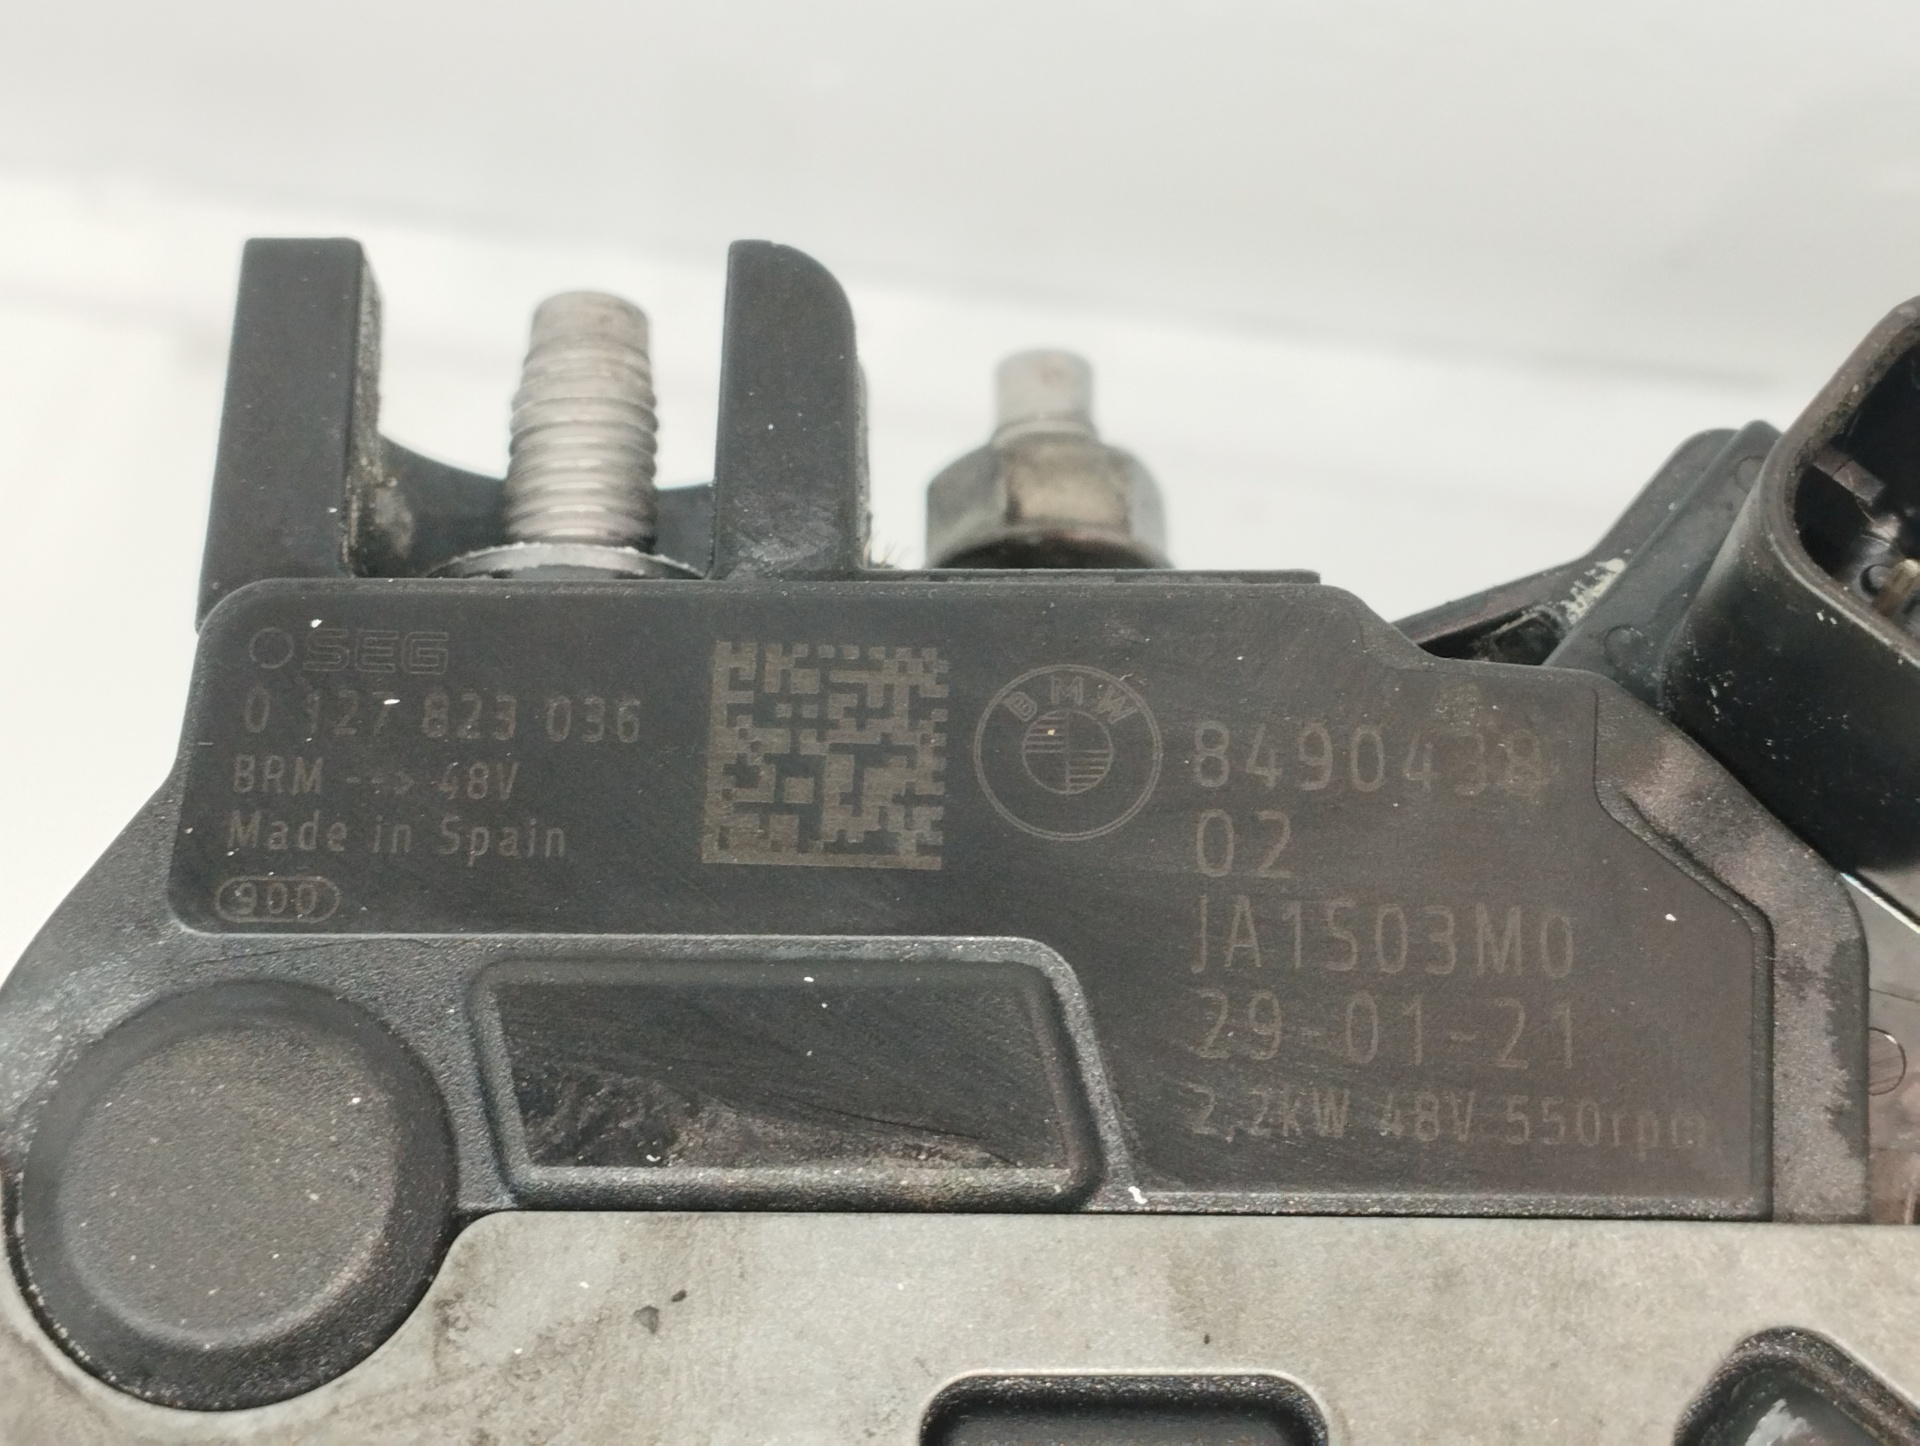 SEG
0 127 823 036
BRM --> 48V
Made in Spain
900
BMW
8490438
02
JA1S03M0
29-01-21
2,2kW 48V 550rpm